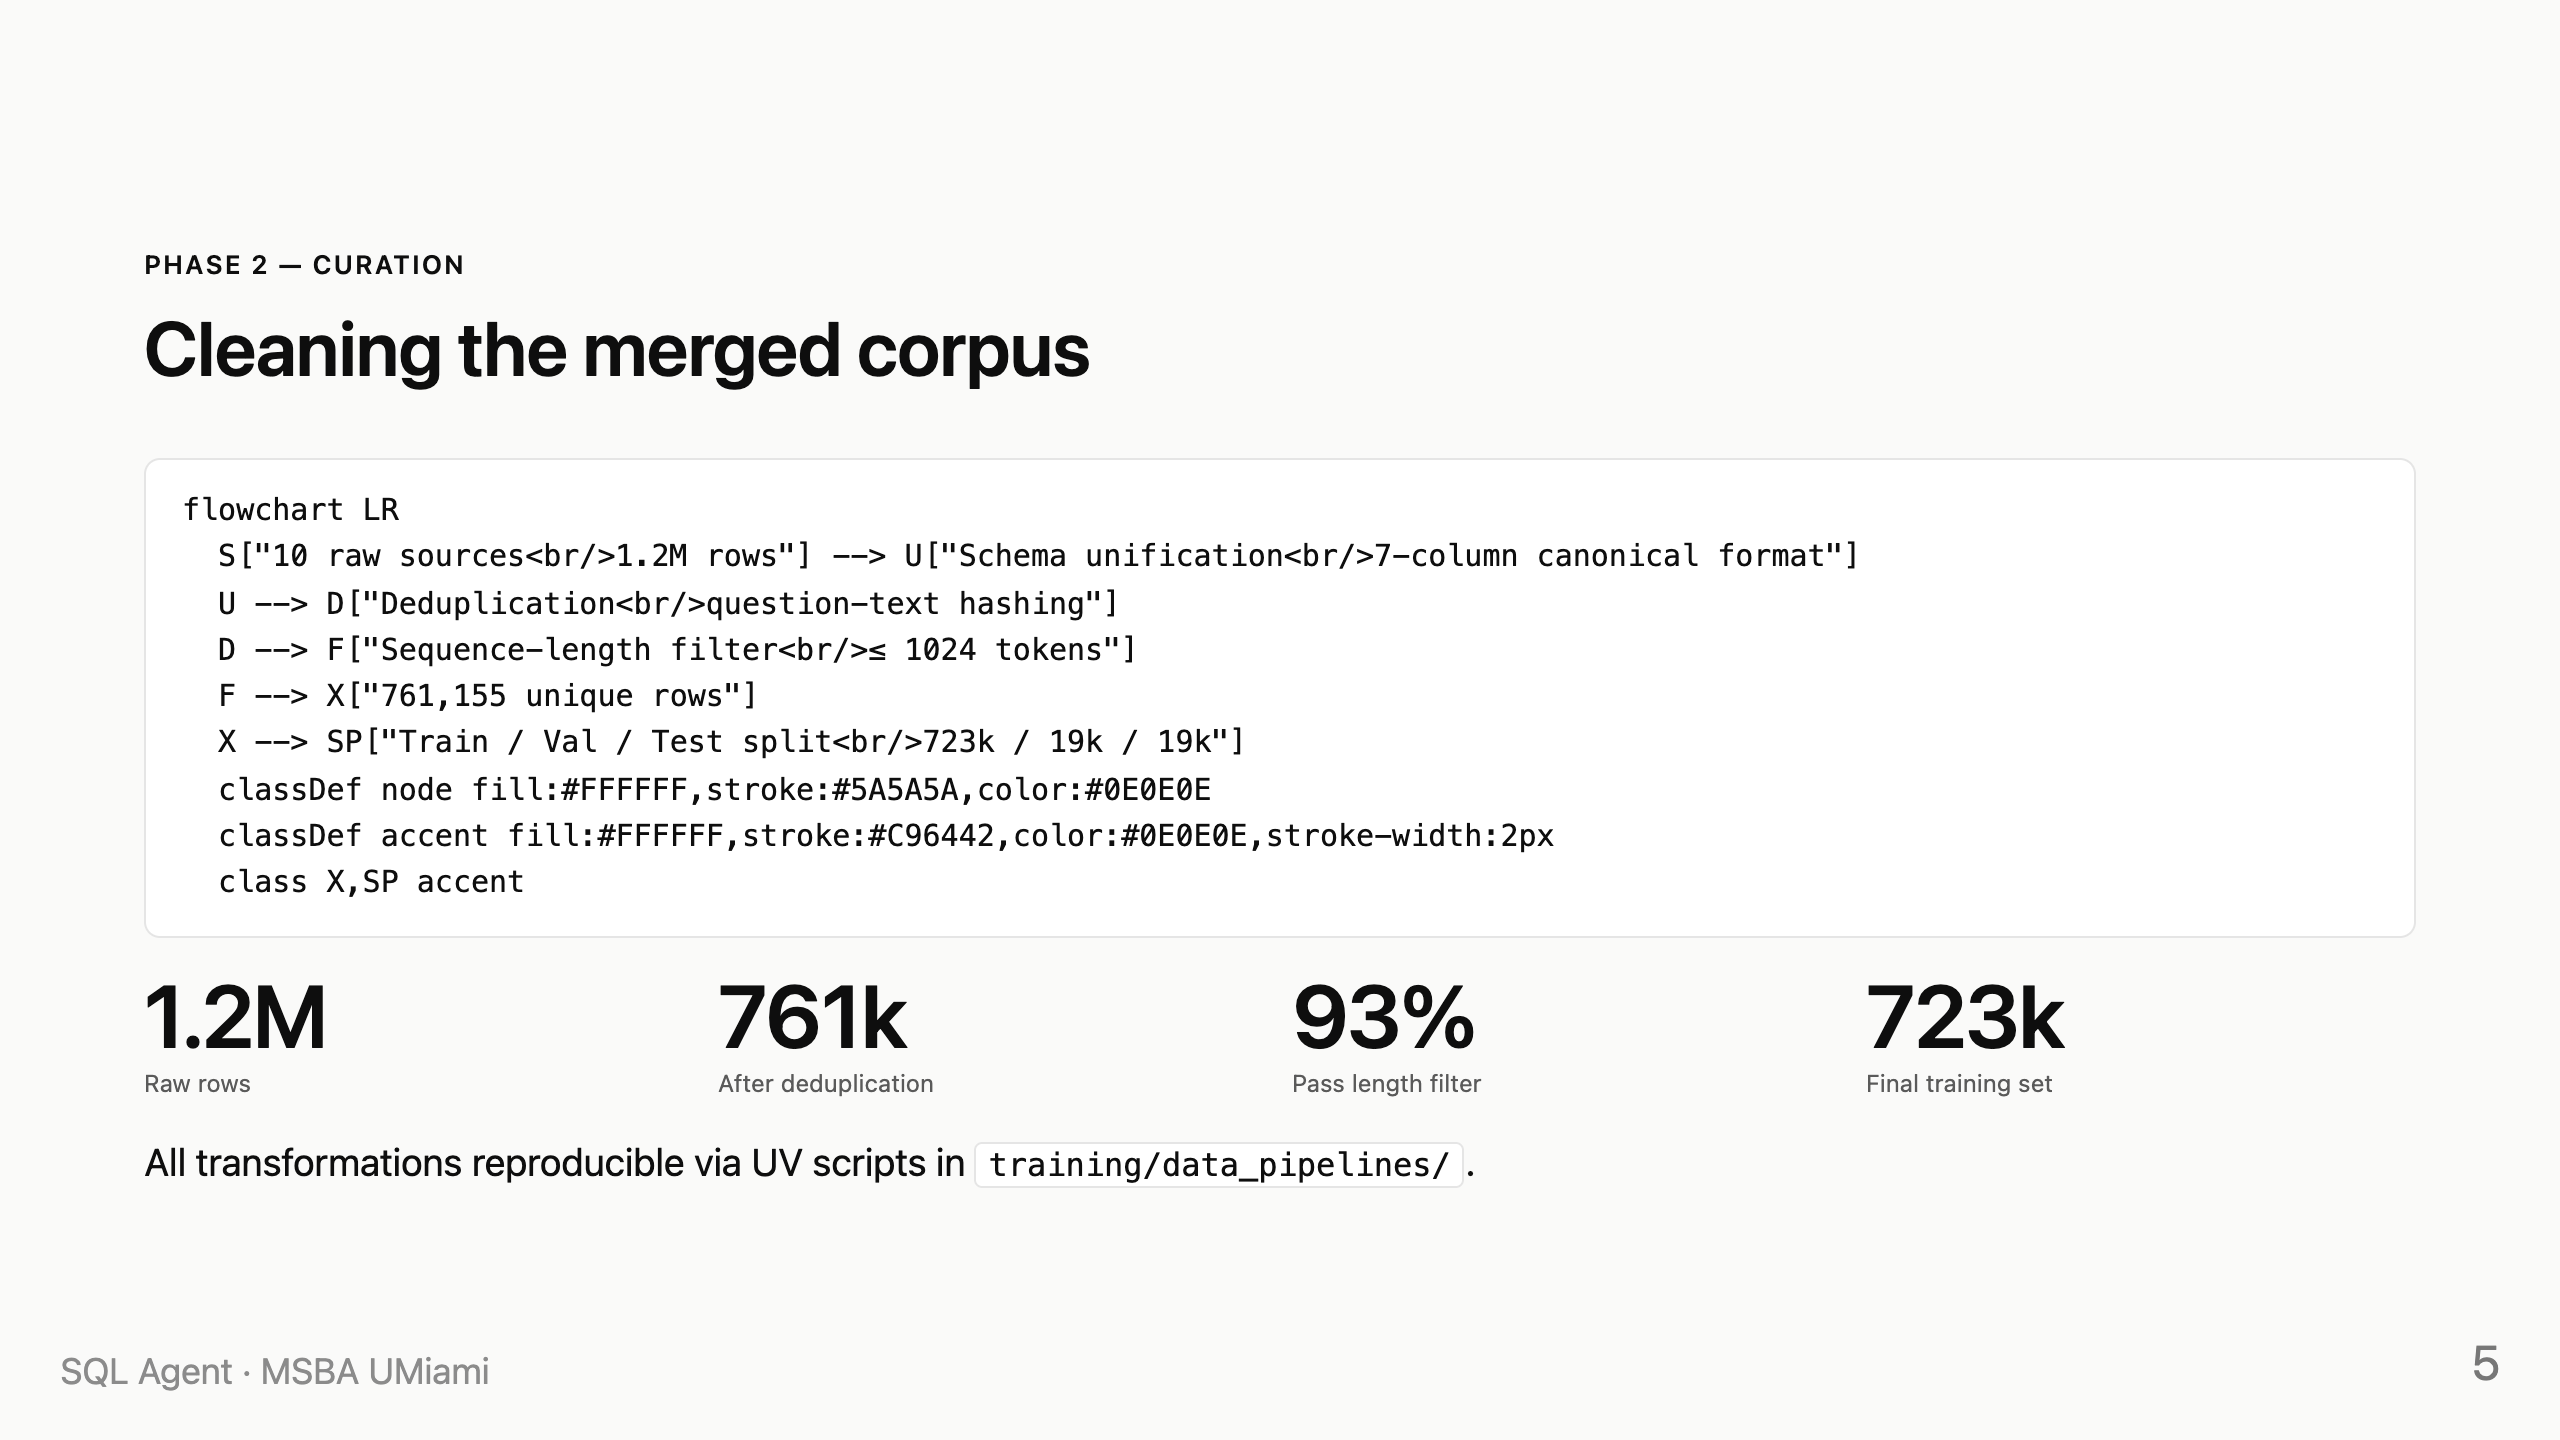 PHASE 2 — CURATION
Cleaning the merged corpus
flowchart LR
  S["10 raw sources<br/>1.2M rows"] --> U["Schema unification<br/>7-column canonical format"]
  U --> D["Deduplication<br/>question-text hashing"]
  D --> F["Sequence-length filter<br/>≤ 1024 tokens"]
  F --> X["761,155 unique rows"]
  X --> SP["Train / Val / Test split<br/>723k / 19k / 19k"]
  classDef node fill:#FFFFFF,stroke:#5A5A5A,color:#0E0E0E
  classDef accent fill:#FFFFFF,stroke:#C96442,color:#0E0E0E,stroke-width:2px
  class X,SP accent
1.2M
Raw rows
761k
After deduplication
93%
Pass length filter
723k
Final training set
All transformations reproducible via UV scripts in training/data_pipelines/.
SQL Agent · MSBA UMiami
5